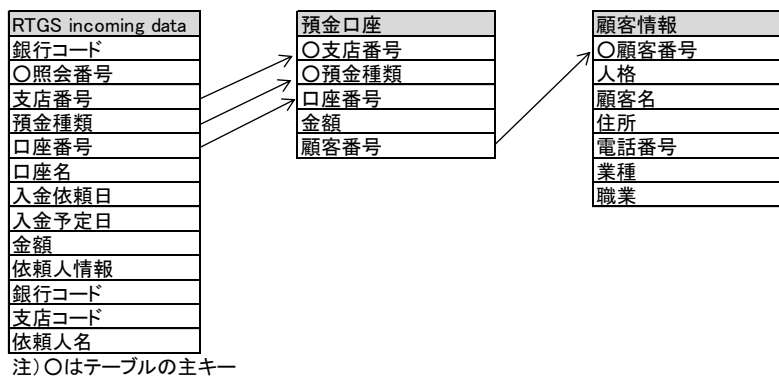 RTGS incoming data
銀行コード
〇照会番号
支店番号
預金種類
口座番号
口座名
入金依頼日
入金予定日
金額
依頼人情報
銀行コード
支店コード
依頼人名
注)〇はテーブルの主キー
預金口座
〇支店番号
〇預金種類
口座番号
金額
顧客番号
顧客情報
〇顧客番号
人格
顧客名
住所
電話番号
業種
職業